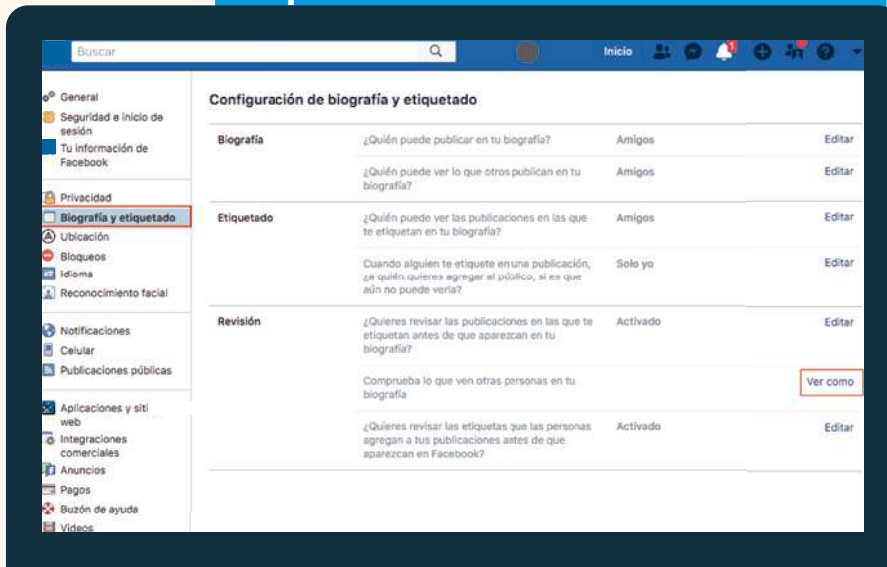 Buscar
Inicio
1
General
Seguridad e inicio de
sesión
Tu información de
Facebook
Privacidad
Biografía y etiquetado
Ubicación
Bloqueos
Idioma
Reconocimiento facial
Notificaciones
Celular
Publicaciones públicas
Aplicaciones y siti
web
Integraciones
comerciales
Anuncios
Pagos
Buzón de ayuda
Videos
Configuración de biografía y etiquetado
Biografía
¿Quién puede publicar en tu biografía?
Amigos
Editar
¿Quién puede ver lo que otros publican en tu
biografía?
Amigos
Editar
Etiquetado
¿Quién puede ver las publicaciones en las que
te etiquetan en tu biografía?
Amigos
Editar
Cuando alguien te etiquete en una publicación,
¿a quién quieres agregar al público, si es que
aún no puede verla?
Solo yo
Editar
Revisión
¿Quieres revisar las publicaciones en las que te
etiquetan antes de que aparezcan en tu
biografía?
Activado
Editar
Comprueba lo que ven otras personas en tu
biografía
Ver como
¿Quieres revisar las etiquetas que las personas
agregan a tus publicaciones antes de que
aparezcan en Facebook?
Activado
Editar